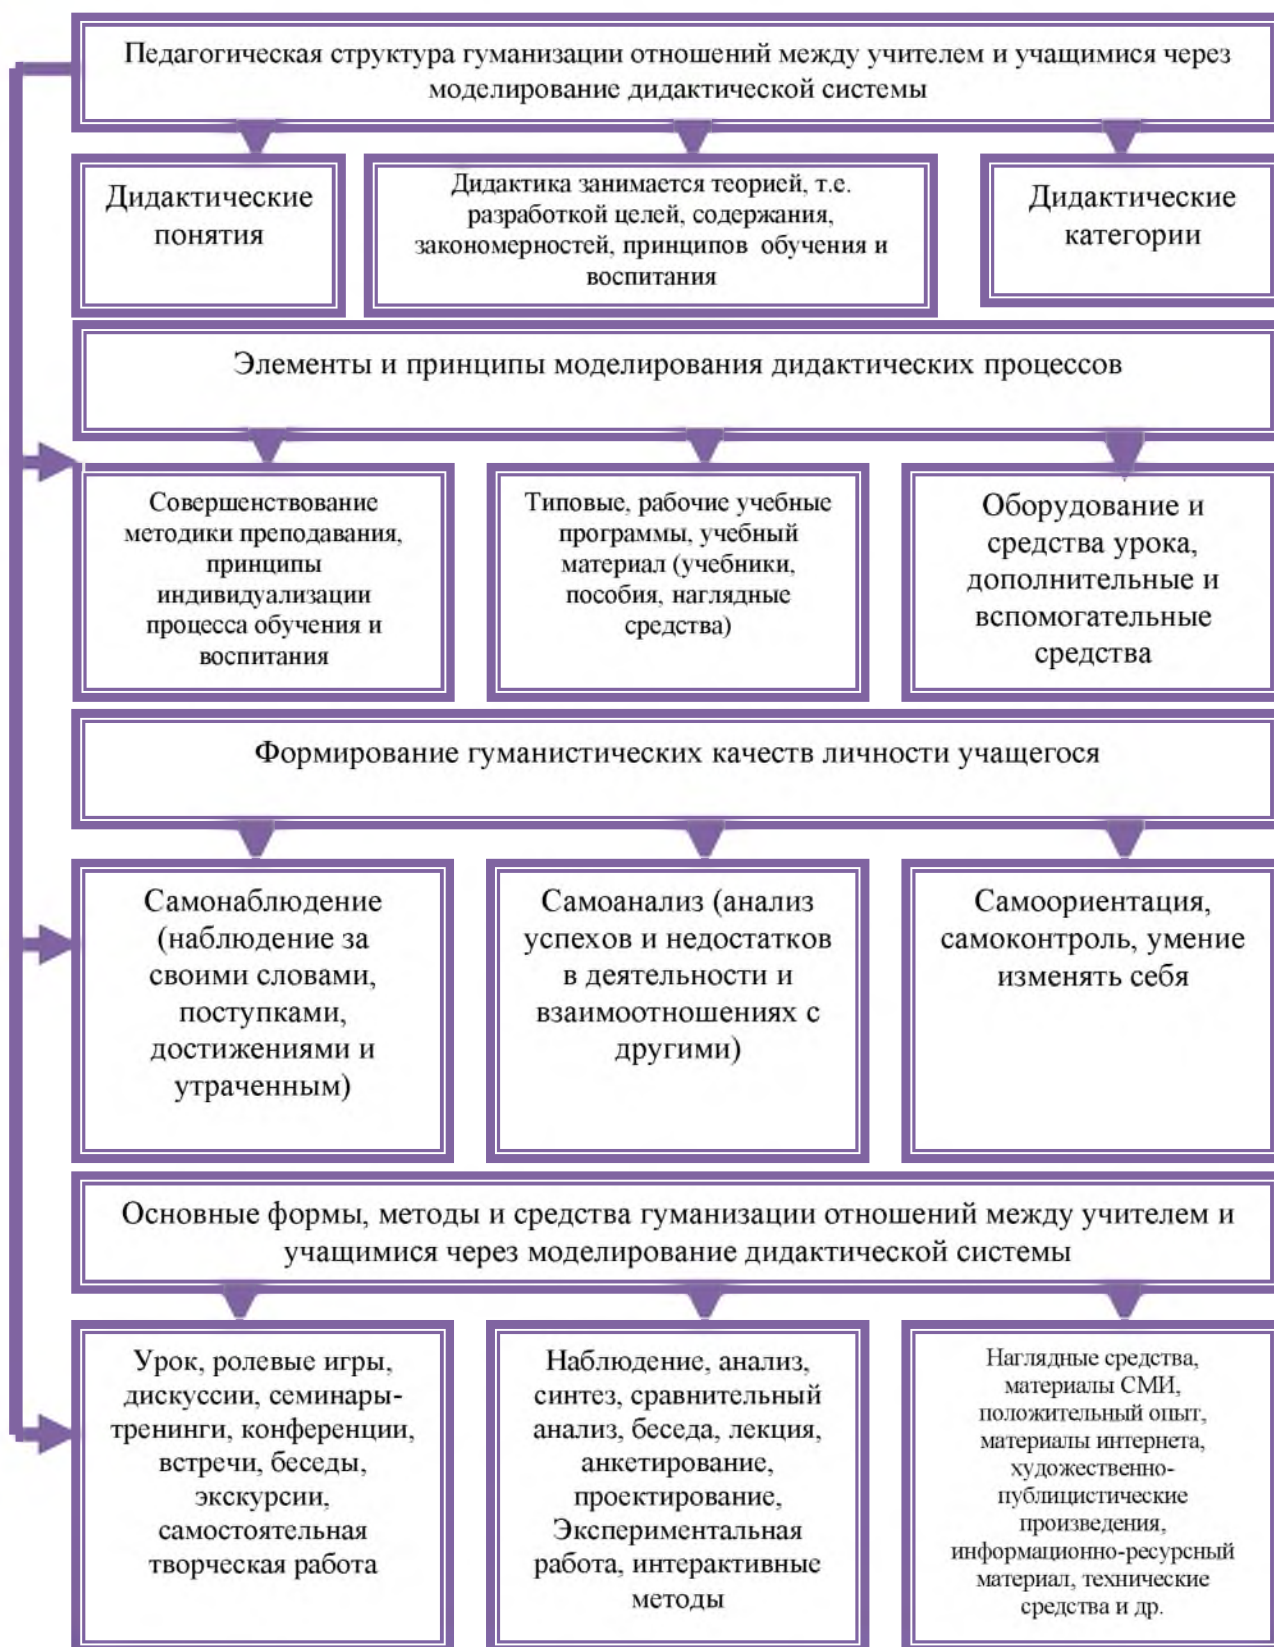 Педагогическая структура гуманизации отношений между учителем и учащимися через
моделирование дидактической системы
Дидактические
понятия
Дидактика занимается теорией, т.е.
разработкой целей, содержания,
закономерностей, принципов обучения и
воспитания
Дидактические
категории
Элементы и принципы моделирования дидактических процессов
Совершенствование
методики преподавания,
принципы
индивидуализации
процесса обучения и
воспитания
Типовые, рабочие учебные
программы, учебный
материал (учебники,
пособия, наглядные
средства)
Оборудование и
средства урока,
дополнительные и
вспомогательные
средства
Формирование гуманистических качеств личности учащегося
Самонаблюдение
(наблюдение за
своими словами,
поступками,
достижениями и
утраченным)
Самоанализ (анализ
успехов и недостатков
в деятельности и
взаимоотношениях с
другими)
Самоориентация,
самоконтроль, умение
изменять себя
Основные формы, методы и средства гуманизации отношений между учителем и
учащимися через моделирование дидактической системы
Урок, ролевые игры,
дискуссии, семинары-
тренинги, конференции,
встречи, беседы,
экскурсии,
самостоятельная
творческая работа
Наблюдение, анализ,
синтез, сравнительный
анализ, беседа, лекция,
анкетирование,
проектирование,
Экспериментальная
работа, интерактивные
методы
Наглядные средства,
материалы СМИ,
положительный опыт,
материалы интернета,
художественно-
публицистические
произведения,
информационно-ресурсный
материал, технические
средства и др.